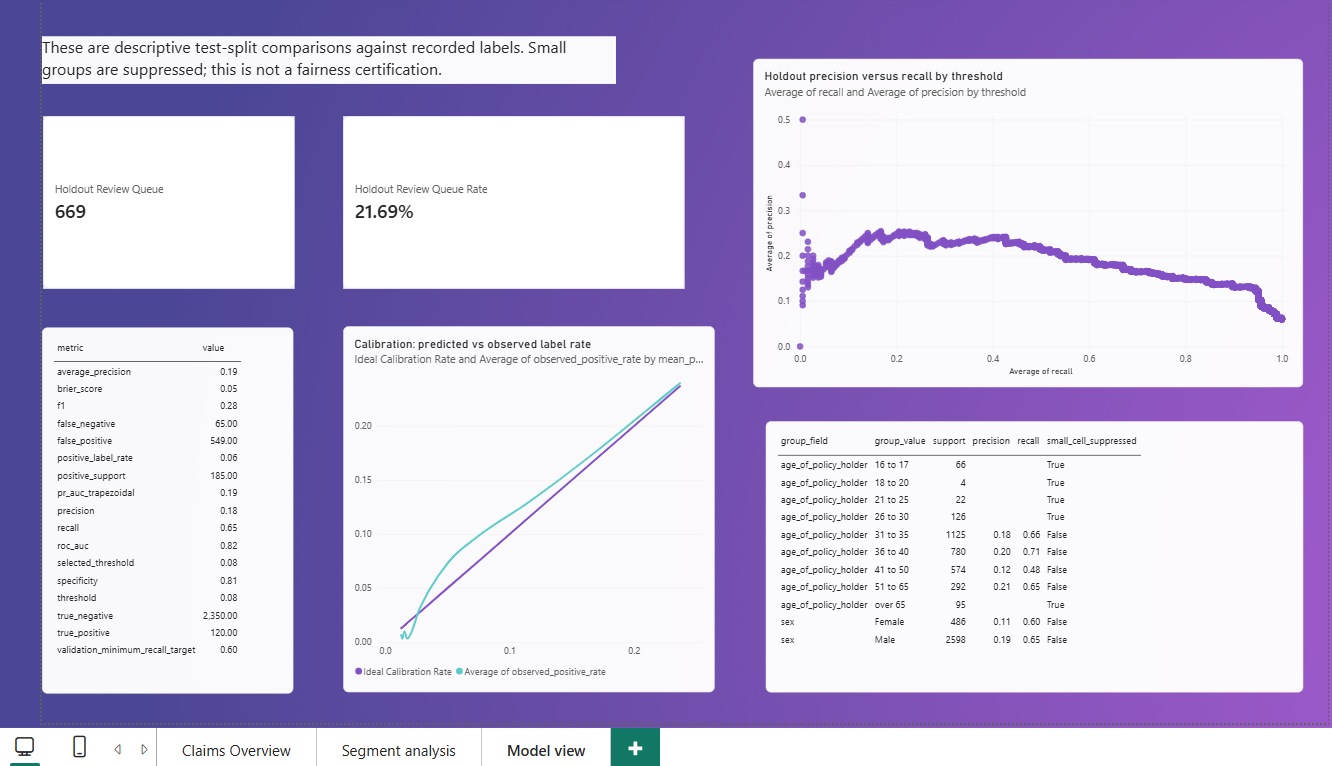 These are descriptive test-split comparisons against recorded labels. Small
groups are suppressed; this is not a fairness certification.
Holdout Review Queue
669
Holdout Review Queue Rate
21.69%
Holdout precision versus recall by threshold
Average of recall and Average of precision by threshold
Average of precision
0.5
0.4
0.3
0.2
0.1
0.0
0.0 0.2 0.4 0.6 0.8 1.0
Average of recall
metric value
average_precision 0.19
brier_score 0.05
f1 0.28
false_negative 65.00
false_positive 549.00
positive_label_rate 0.06
positive_support 185.00
pr_auc_trapezoidal 0.19
precision 0.18
recall 0.65
roc_auc 0.82
selected_threshold 0.08
specificity 0.81
threshold 0.08
true_negative 2,350.00
true_positive 120.00
validation_minimum_recall_target 0.60
Calibration: predicted vs observed label rate
Ideal Calibration Rate and Average of observed_positive_rate by mean_p...
0.20
0.15
0.10
0.05
0.00
0.0 0.1 0.2
Ideal Calibration Rate Average of observed_positive_rate
group_field group_value support precision recall small_cell_suppressed
age_of_policy_holder 16 to 17 66 True
age_of_policy_holder 18 to 20 4 True
age_of_policy_holder 21 to 25 22 True
age_of_policy_holder 26 to 30 126 True
age_of_policy_holder 31 to 35 1125 0.18 0.66 False
age_of_policy_holder 36 to 40 780 0.20 0.71 False
age_of_policy_holder 41 to 50 574 0.12 0.48 False
age_of_policy_holder 51 to 65 292 0.21 0.65 False
age_of_policy_holder over 65 95 True
sex Female 486 0.11 0.60 False
sex Male 2598 0.19 0.65 False
Claims Overview Segment analysis Model view